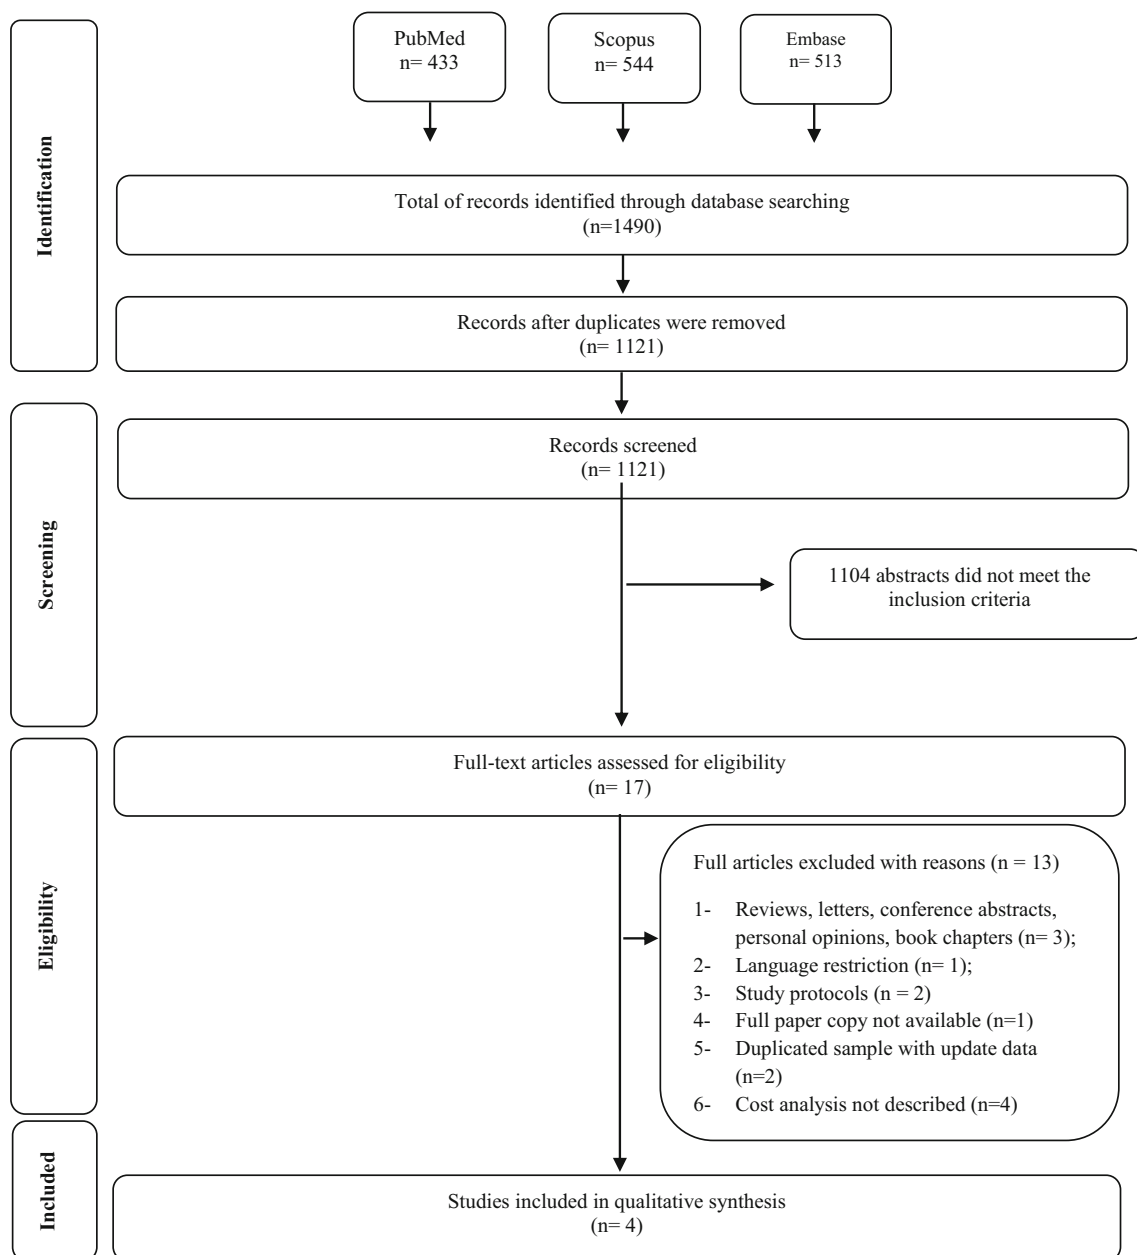 PubMed
n= 433
Scopus
n= 544
Embase
n= 513
Identification
Total of records identified through database searching
(n=1490)
Records after duplicates were removed
(n= 1121)
Screening
Records screened
(n= 1121)
1104 abstracts did not meet the
inclusion criteria
Eligibility
Full-text articles assessed for eligibility
(n= 17)
Full articles excluded with reasons (n = 13)
1- Reviews, letters, conference abstracts,
personal opinions, book chapters (n= 3);
2- Language restriction (n= 1);
3- Study protocols (n = 2)
4- Full paper copy not available (n=1)
5- Duplicated sample with update data
(n=2)
6- Cost analysis not described (n=4)
Included
Studies included in qualitative synthesis
(n= 4)